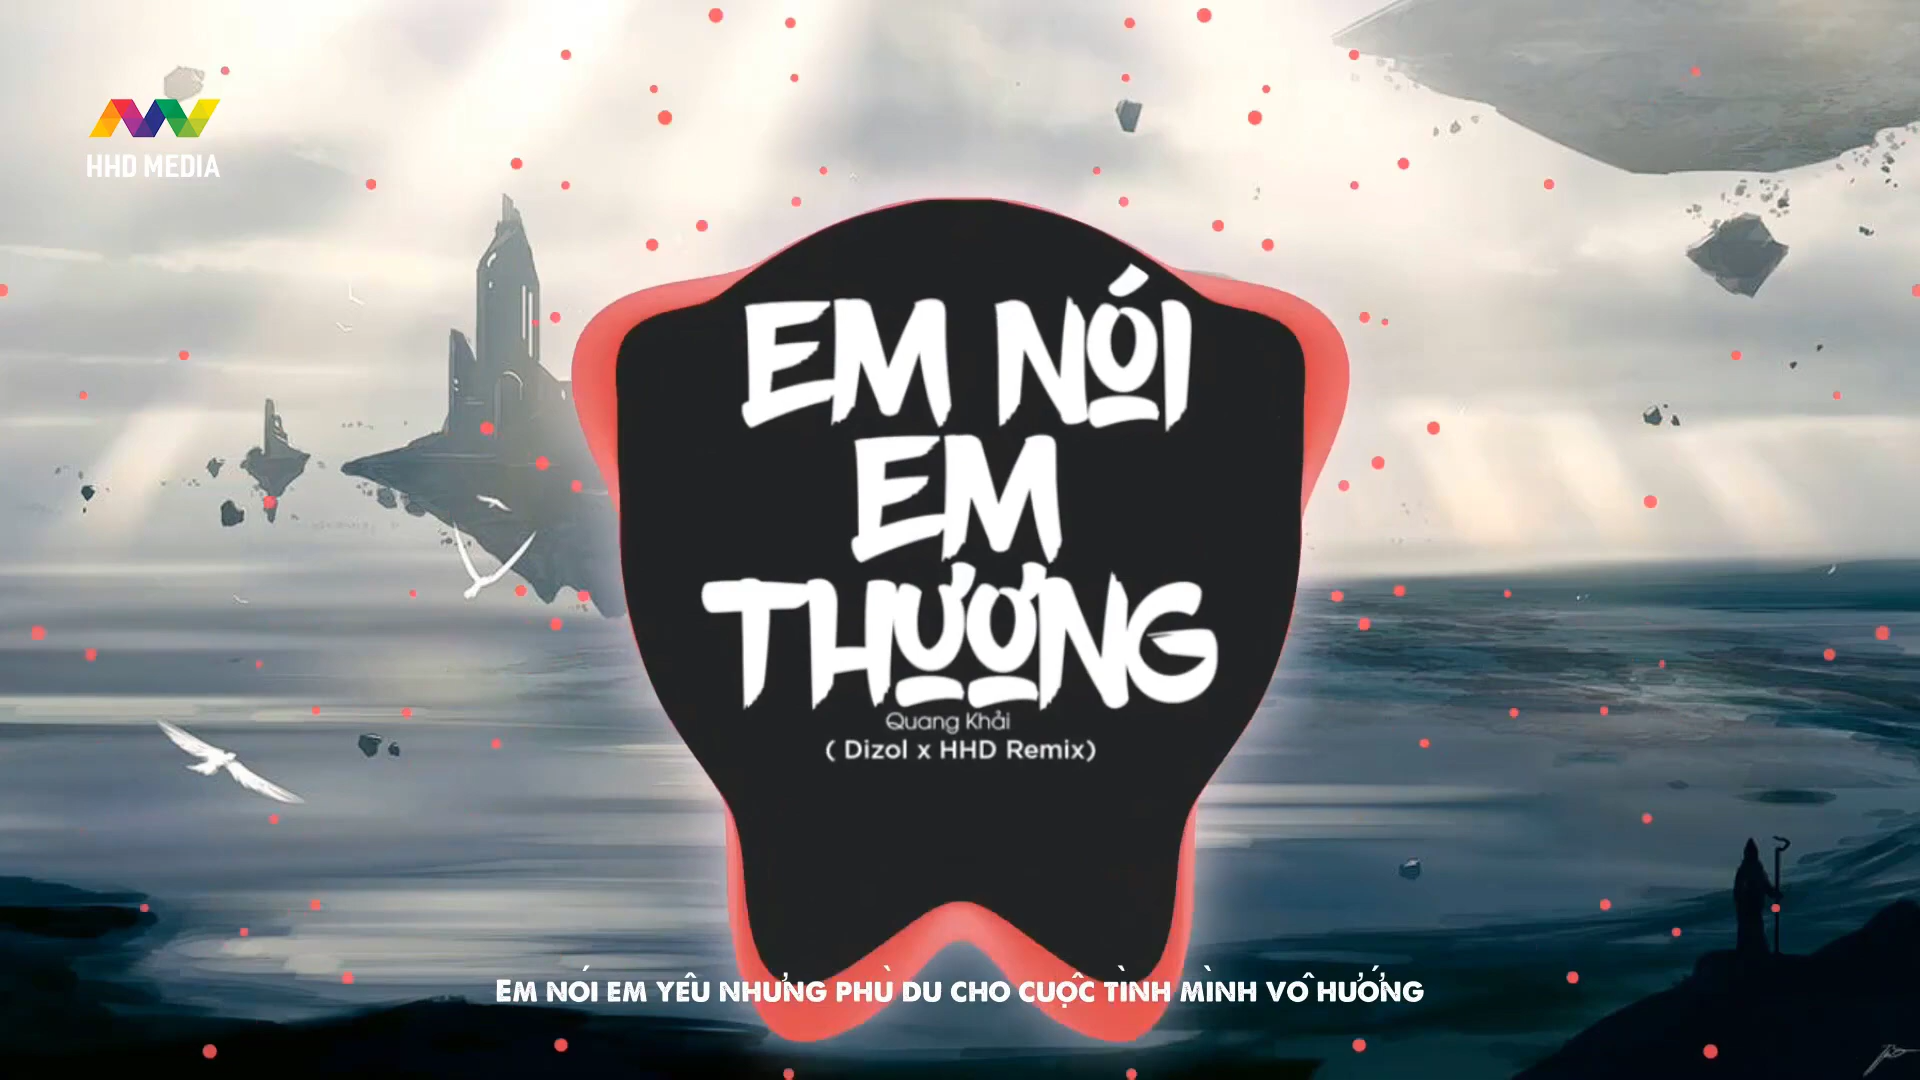 HHD MEDIA
EM NÓI
EM
THƯƠNG
Quang Khải
( Dizol x HHD Remix)
EM NÓI EM YÊU NHƯNG PHÙ DU CHO CUỘC TÌNH MÌNH VÔ HƯỚNG